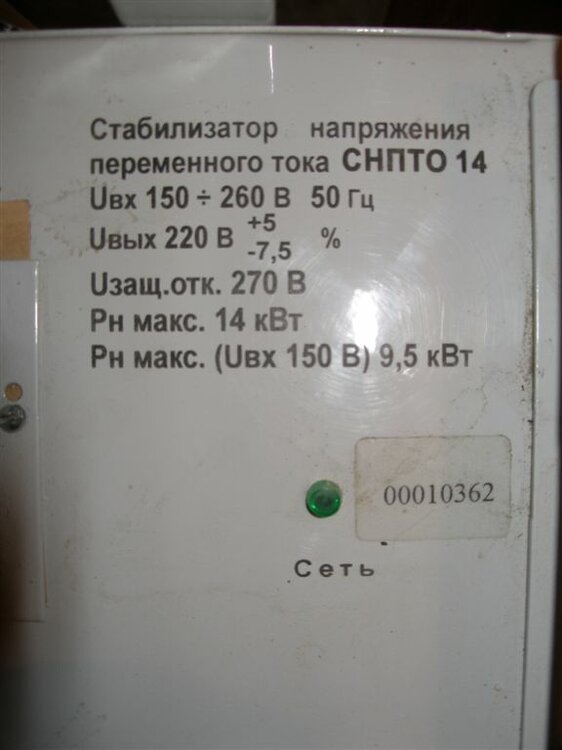 Стабилизатор напряжения
переменного тока СНПТО 14
Uвх 150 ÷ 260 В 50 Гц
Uвых 220 В +5 -7,5 %
Uзащ.отк. 270 В
Рн макс. 14 кВт
Рн макс. (Uвх 150 В) 9,5 кВт
00010362
Сеть